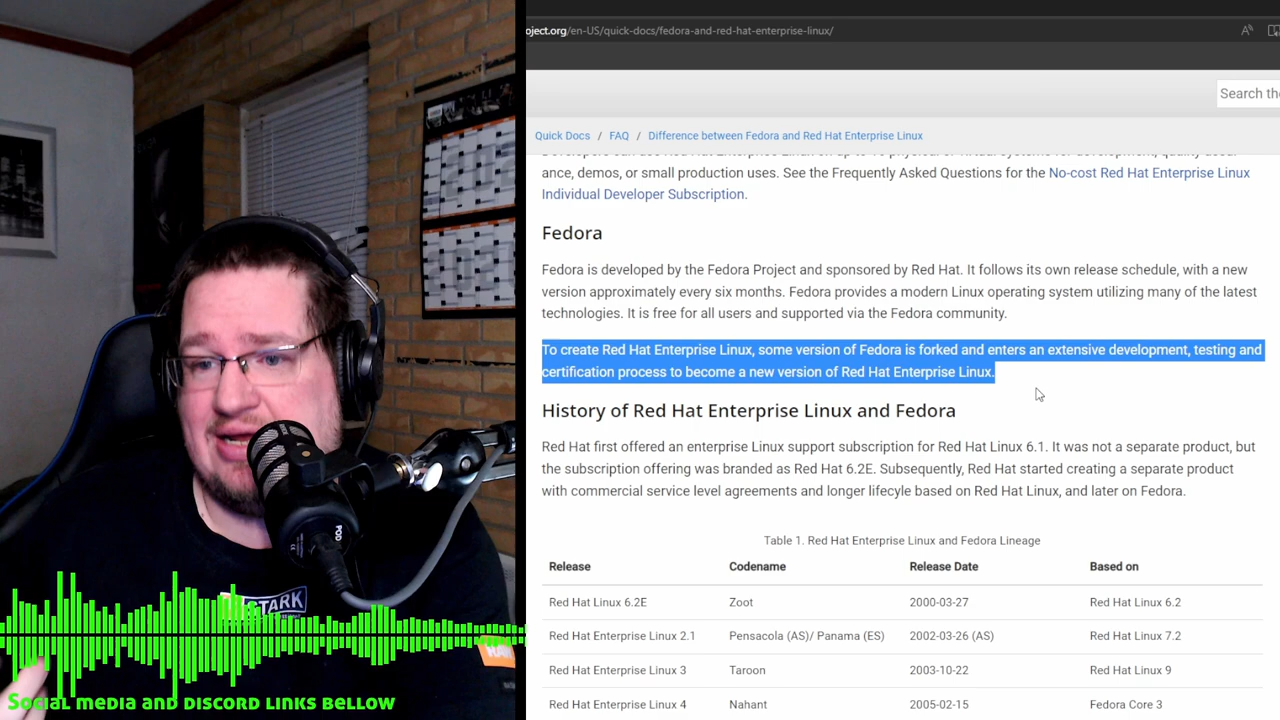 oject.org/en-US/quick-docs/fedora-and-red-hat-enterprise-linux/
Search the
Quick Docs / FAQ / Difference between Fedora and Red Hat Enterprise Linux
ance, demos, or small production uses. See the Frequently Asked Questions for the No-cost Red Hat Enterprise Linux
Individual Developer Subscription.
Fedora
Fedora is developed by the Fedora Project and sponsored by Red Hat. It follows its own release schedule, with a new
version approximately every six months. Fedora provides a modern Linux operating system utilizing many of the latest
technologies. It is free for all users and supported via the Fedora community.
To create Red Hat Enterprise Linux, some version of Fedora is forked and enters an extensive development, testing and
certification process to become a new version of Red Hat Enterprise Linux.
History of Red Hat Enterprise Linux and Fedora
Red Hat first offered an enterprise Linux support subscription for Red Hat Linux 6.1. It was not a separate product, but
the subscription offering was branded as Red Hat 6.2E. Subsequently, Red Hat started creating a separate product
with commercial service level agreements and longer lifecyle based on Red Hat Linux, and later on Fedora.
Table 1. Red Hat Enterprise Linux and Fedora Lineage
Release Codename Release Date Based on
Red Hat Linux 6.2E Zoot 2000-03-27 Red Hat Linux 6.2
Red Hat Enterprise Linux 2.1 Pensacola (AS)/ Panama (ES) 2002-03-26 (AS) Red Hat Linux 7.2
Red Hat Enterprise Linux 3 Taroon 2003-10-22 Red Hat Linux 9
Red Hat Enterprise Linux 4 Nahant 2005-02-15 Fedora Core 3
POD
STARK
Social media and discord links bellow